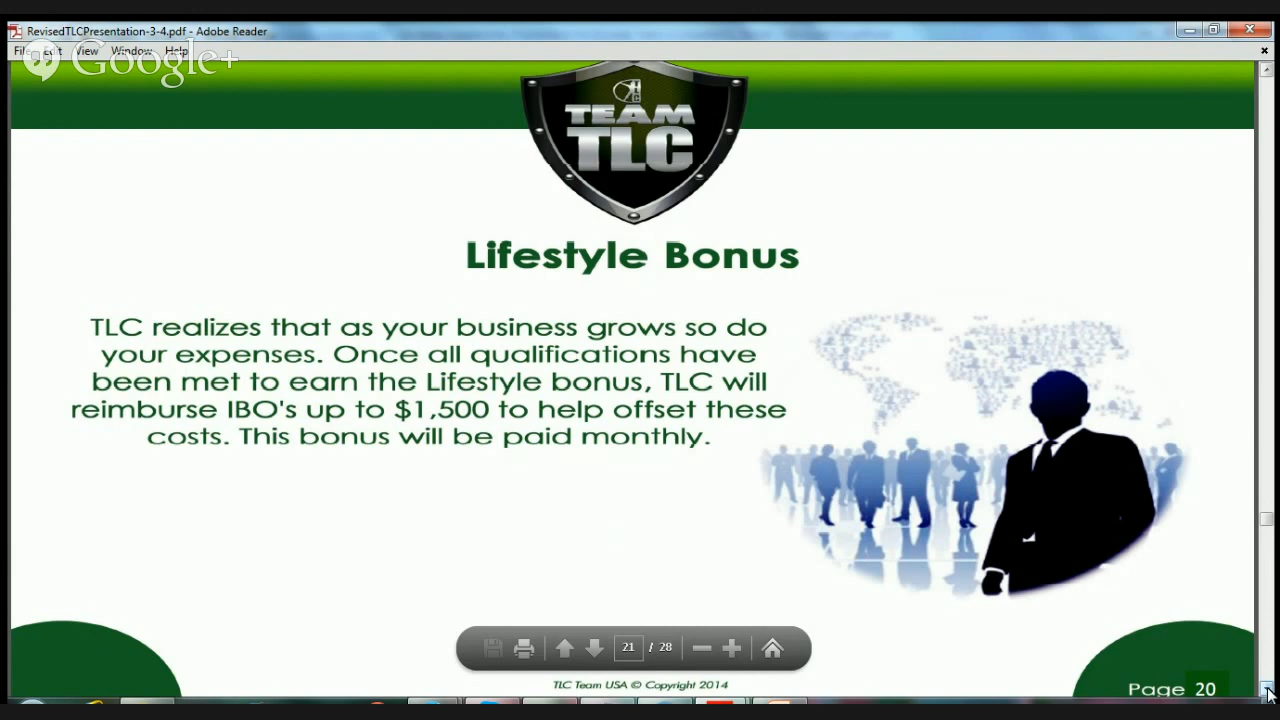 RevisedTLCPresentation-3-4.pdf - Adobe Reader
File Edit View Window Help
Google+
TEAM
TLC
Lifestyle Bonus
TLC realizes that as your business grows so do
your expenses. Once all qualifications have
been met to earn the Lifestyle bonus, TLC will
reimburse IBO's up to $1,500 to help offset these
costs. This bonus will be paid monthly.
21 / 28
TLC Team USA © Copyright 2014
Page 20